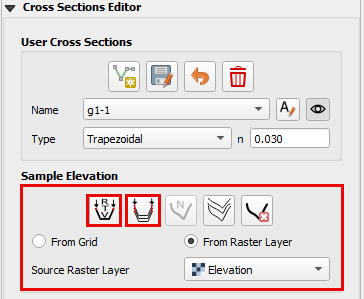 Cross Sections Editor
User Cross Sections
Name g1-1
Type Trapezoidal n 0.030
Sample Elevation
From Grid From Raster Layer
Source Raster Layer Elevation